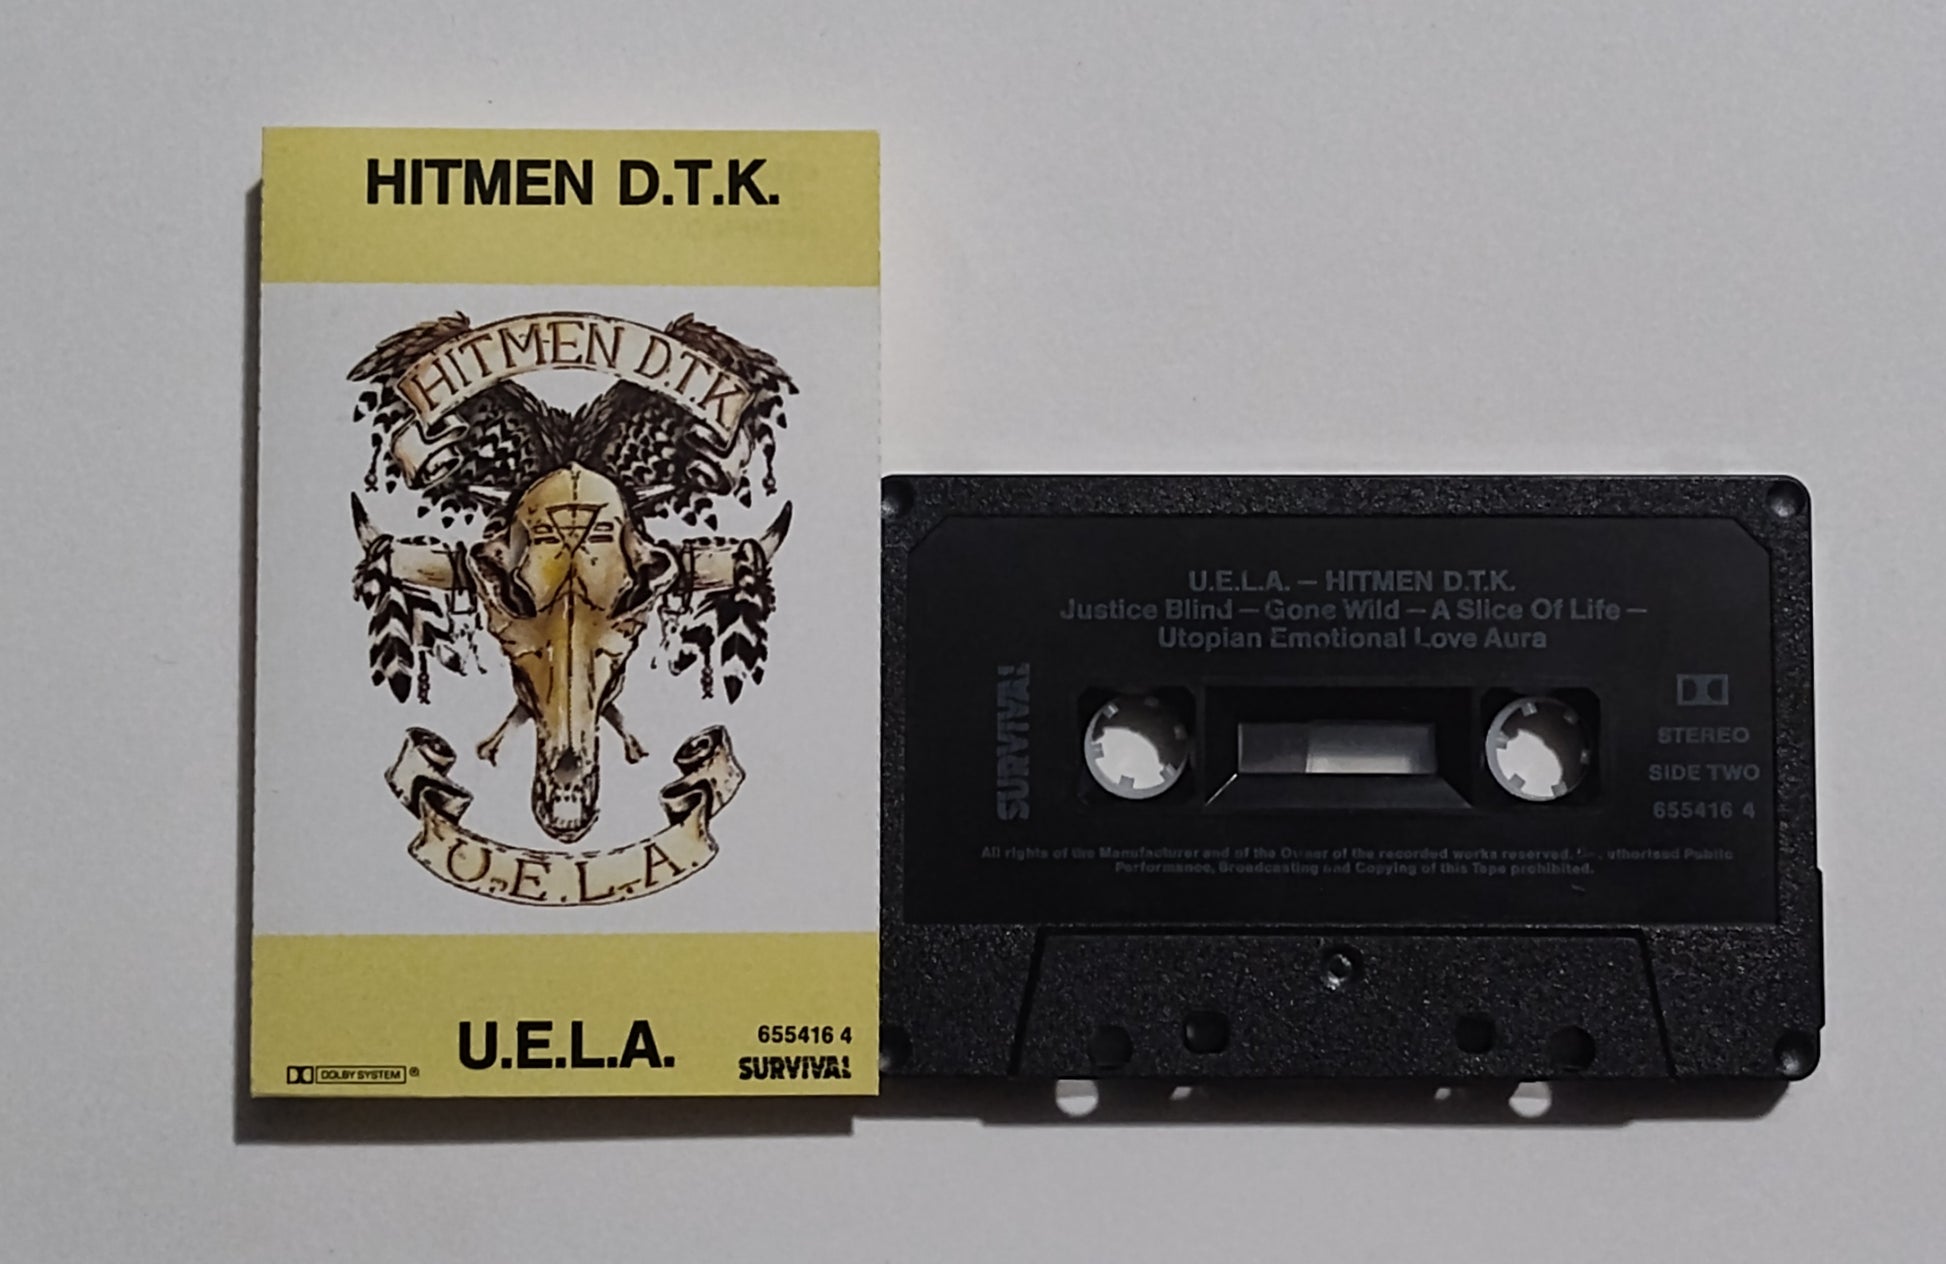 HITMEN D.T.K.
HITMEN D.T.K
U.E.L.A.
U.E.L.A.
655416 4
SURVIVAL
DOLBY SYSTEM ®
U.E.L.A. – HITMEN D.T.K.
Justice Blind – Gone Wild – A Slice Of Life –
Utopian Emotional Love Aura
SURVIVAL
STEREO
SIDE TWO
655416 4
All rights of the Manufacturer and of the Owner of the recorded works reserved. Public
Performance, Broadcasting and Copying of this Tape prohibited.